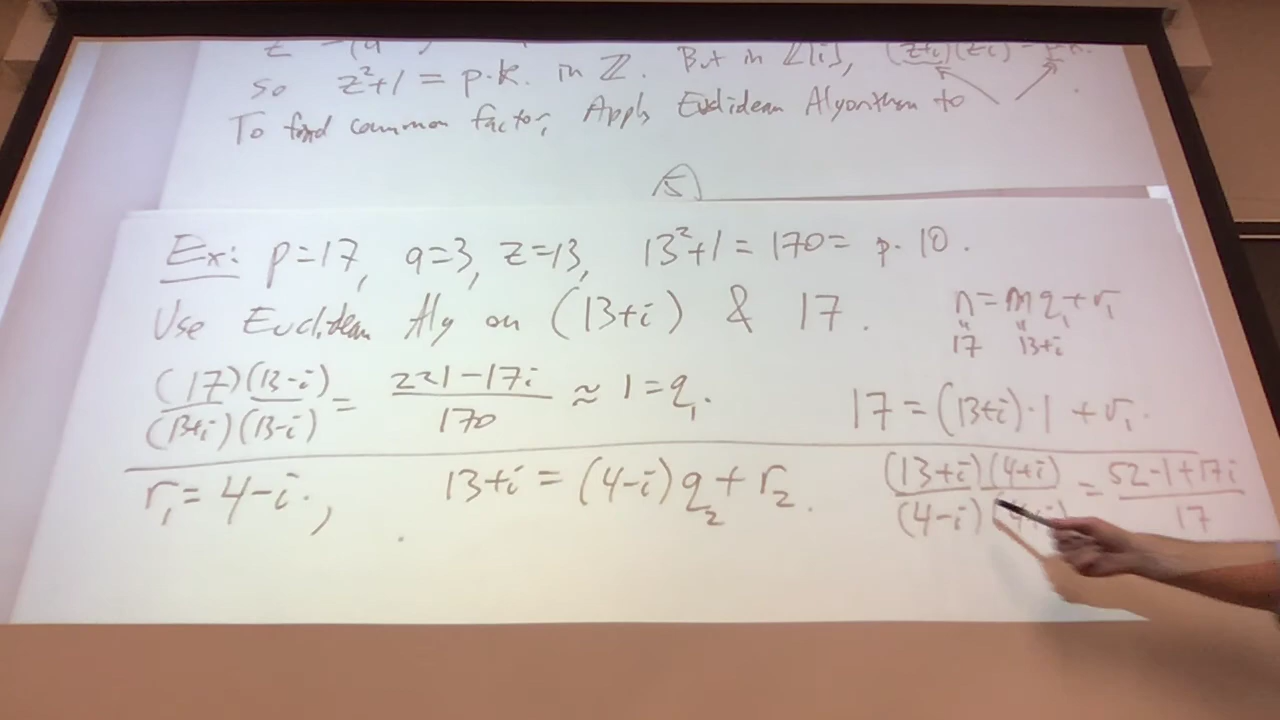 so z²+1 = p·k. in ℤ. But in ℤ[i], (z+i)(z-i) = p·k.
To find common factor, Apply Euclidean Algorithm to
5
Ex: p=17, a=3, z=13, 13²+1 = 170 = p·10.
Use Euclidean Alg on (13+i) & 17.
n = m q₁ + r₁
17 13+i
(17)(13-i) / (13+i)(13-i) = 221-17i / 170 ≈ 1 = q₁.
17 = (13+i)·1 + r₁.
r₁ = 4-i, 13+i = (4-i)q₂ + r₂.
(13+i)(4+i) / (4-i)(4+i) = 52-1+17i / 17